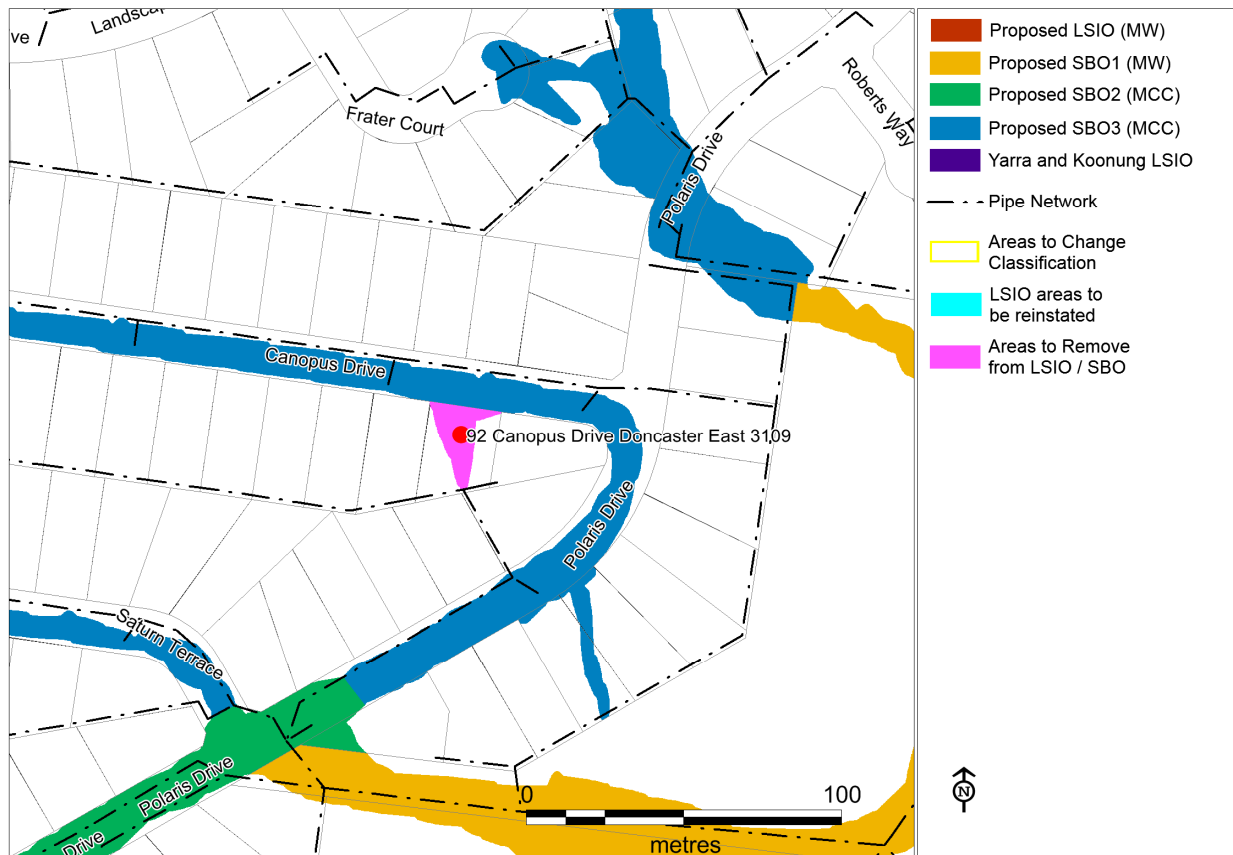 Landscap
ve
Frater Court
Roberts Way
Polaris Drive
Canopus Drive
92 Canopus Drive Doncaster East 3109
Polaris Drive
Saturn Terrace
Polaris Drive
Drive
0
100
metres
Proposed LSIO (MW)
Proposed SBO1 (MW)
Proposed SBO2 (MCC)
Proposed SBO3 (MCC)
Yarra and Koonung LSIO
Pipe Network
Areas to Change
Classification
LSIO areas to
be reinstated
Areas to Remove
from LSIO / SBO
N